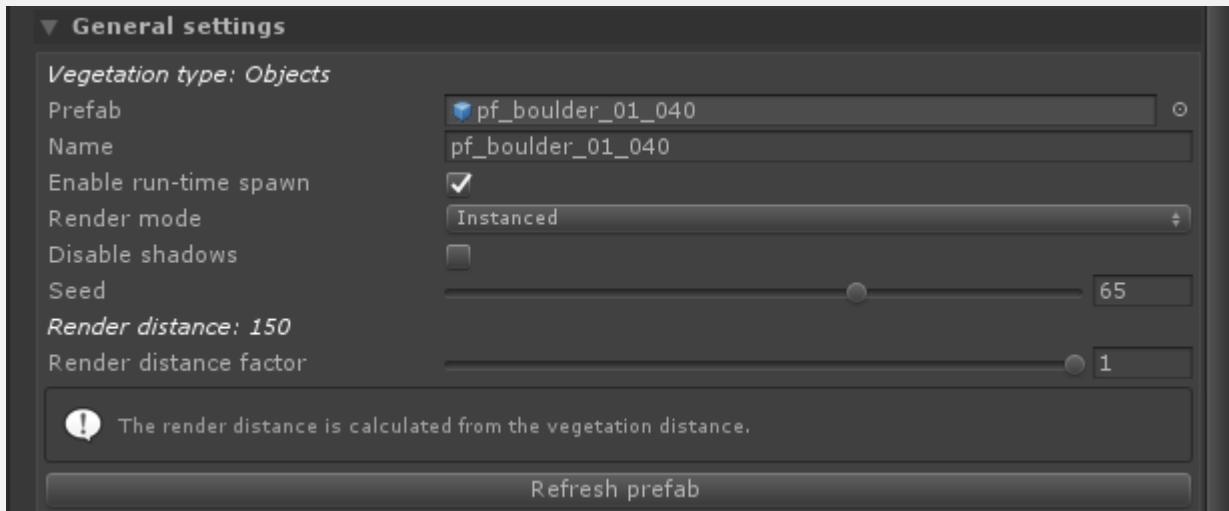 General settings
Vegetation type: Objects
Prefab pf_boulder_01_040
Name pf_boulder_01_040
Enable run-time spawn
Render mode Instanced
Disable shadows
Seed 65
Render distance: 150
Render distance factor 1
The render distance is calculated from the vegetation distance.
Refresh prefab